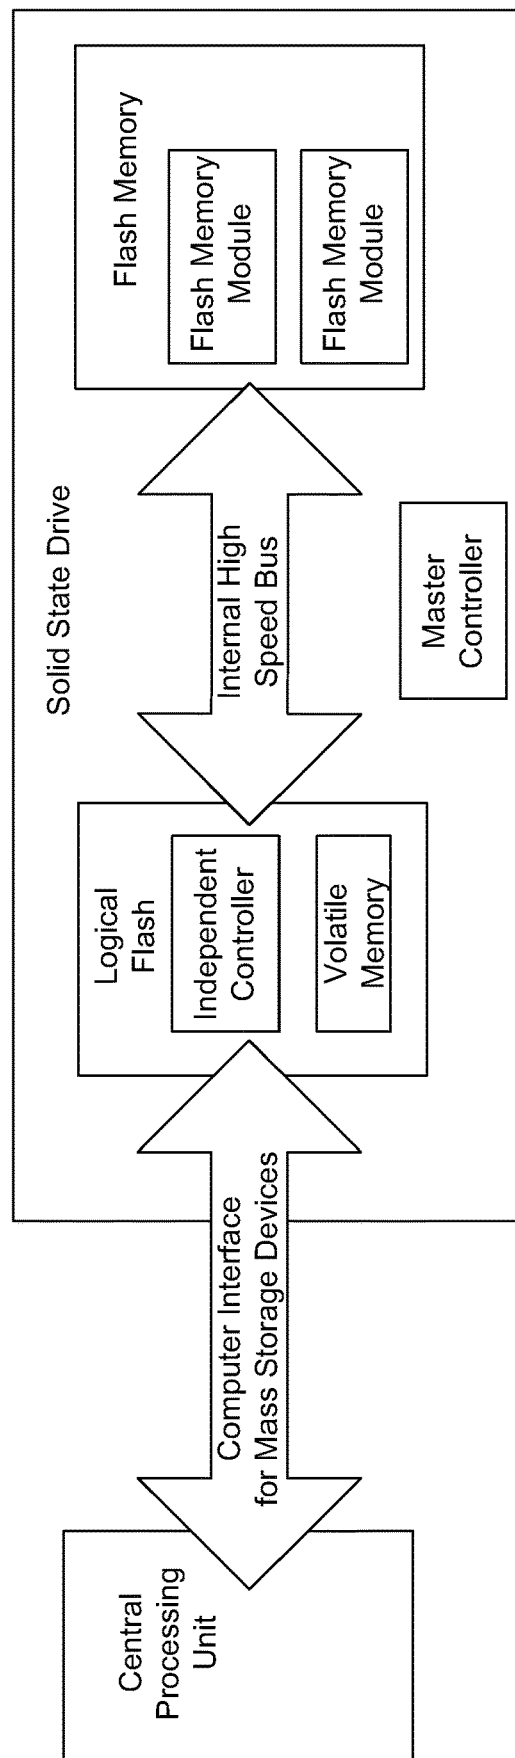 Central
Processing
Unit
Computer Interface
for Mass Storage Devices
Solid State Drive
Logical
Flash
Independent
Controller
Volatile
Memory
Internal High
Speed Bus
Master
Controller
Flash Memory
Flash Memory
Module
Flash Memory
Module